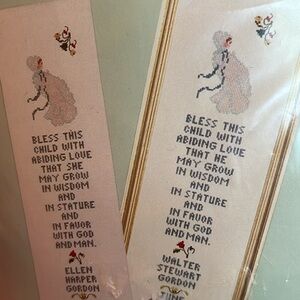 BLESS THIS
CHILD WITH
ABIDING LOVE
THAT SHE
MAY GROW
IN WISDOM
AND
IN STATURE
AND
IN FAVOR
WITH GOD
AND MAN.
ELLEN
HARPER
GORDON
BLESS THIS
CHILD WITH
ABIDING LOVE
THAT HE
MAY GROW
IN WISDOM
AND
IN STATURE
AND
IN FAVOR
WITH GOD
AND MAN.
WALTER
STEWART
GORDON
JUNE